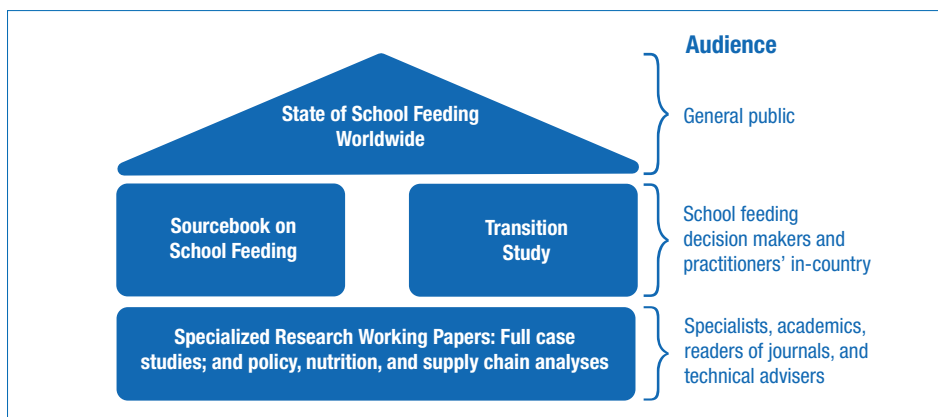 Audience
State of School Feeding
Worldwide
General public
Sourcebook on
School Feeding
Transition
Study
School feeding
decision makers and
practitioners’ in-country
Specialized Research Working Papers: Full case
studies; and policy, nutrition, and supply chain analyses
Specialists, academics,
readers of journals, and
technical advisers